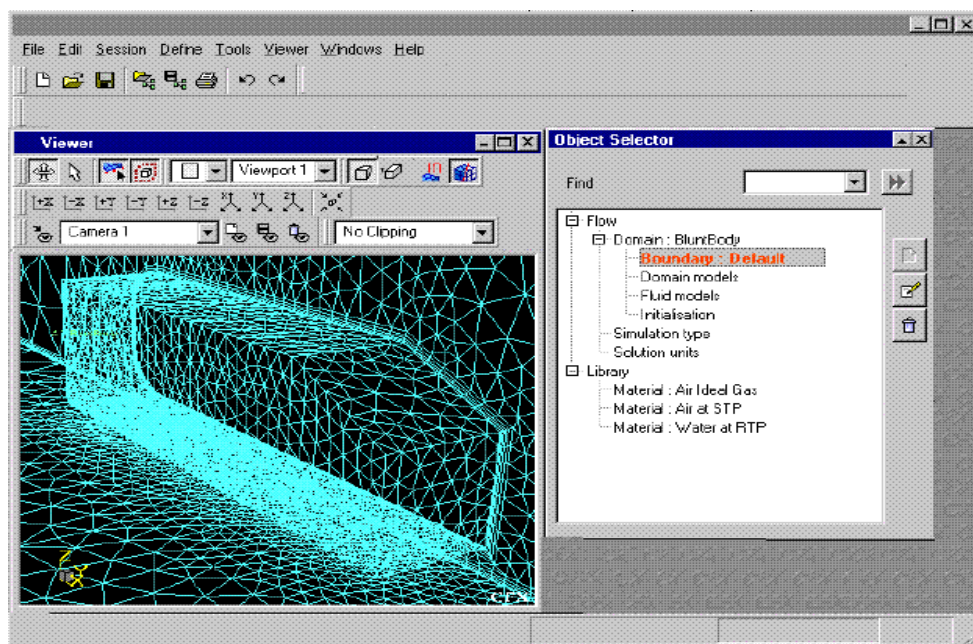 File Edit Session Define Tools Viewer Windows Help
Viewer
Viewport 1
Camera 1
No Clipping
Z
Y
X
CFX
Object Selector
Find
Flow
Domain : BluntBody
Boundary : Default
Domain models
Fluid models
Initialisation
Simulation type
Solution units
Library
Material : Air Ideal Gas
Material : Air at STP
Material : Water at RTP